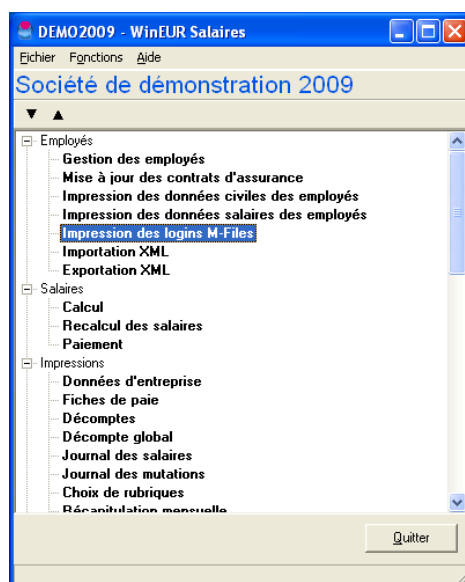 DEMO2009 - WinEUR Salaires
Fichier Fonctions Aide
Société de démonstration 2009
Employés
Gestion des employés
Mise à jour des contrats d'assurance
Impression des données civiles des employés
Impression des données salaires des employés
Impression des logins M-Files
Importation XML
Exportation XML
Salaires
Calcul
Recalcul des salaires
Paiement
Impressions
Données d'entreprise
Fiches de paie
Décomptes
Décompte global
Journal des salaires
Journal des mutations
Choix de rubriques
Récapitulation mensuelle
Quitter